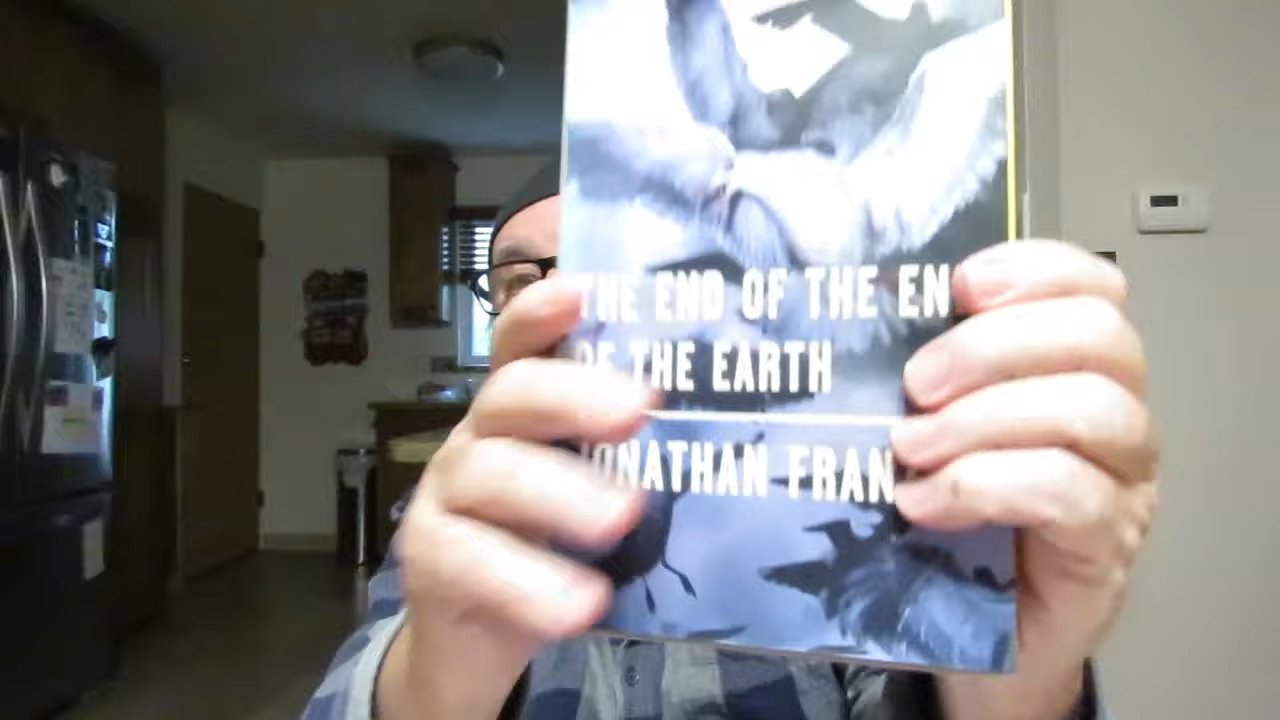 THE END OF THE EN
OF THE EARTH
JONATHAN FRAN